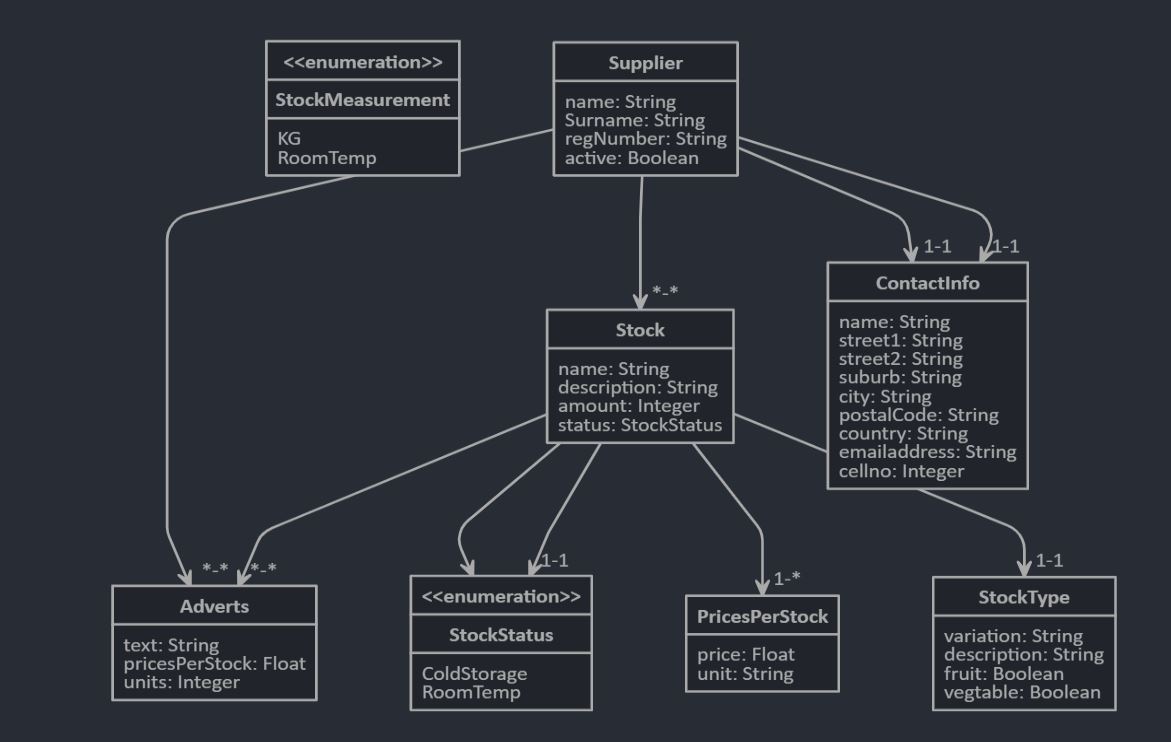 <<enumeration>>
StockMeasurement
KG
RoomTemp
Supplier
name: String
Surname: String
regNumber: String
active: Boolean
1-1
1-1
*-*
ContactInfo
name: String
street1: String
street2: String
suburb: String
city: String
postalCode: String
country: String
emailaddress: String
cellno: Integer
Stock
name: String
description: String
amount: Integer
status: StockStatus
*-*
*-*
1-1
1-*
1-1
Adverts
text: String
pricesPerStock: Float
units: Integer
<<enumeration>>
StockStatus
ColdStorage
RoomTemp
PricesPerStock
price: Float
unit: String
StockType
variation: String
description: String
fruit: Boolean
vegtable: Boolean